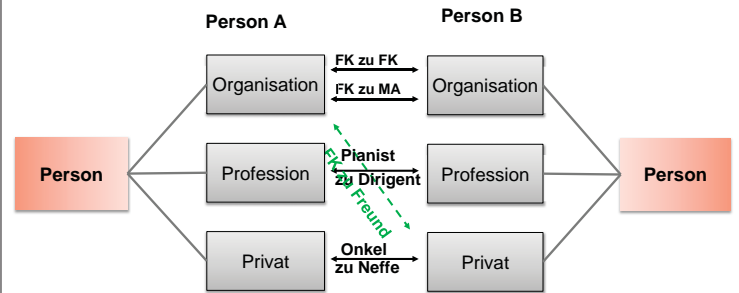 Person A
Person B
Organisation
FK zu FK
FK zu MA
Organisation
Person
Profession
Pianist
zu Dirigent
FK zu Freund
Profession
Person
Privat
Onkel
zu Neffe
Privat